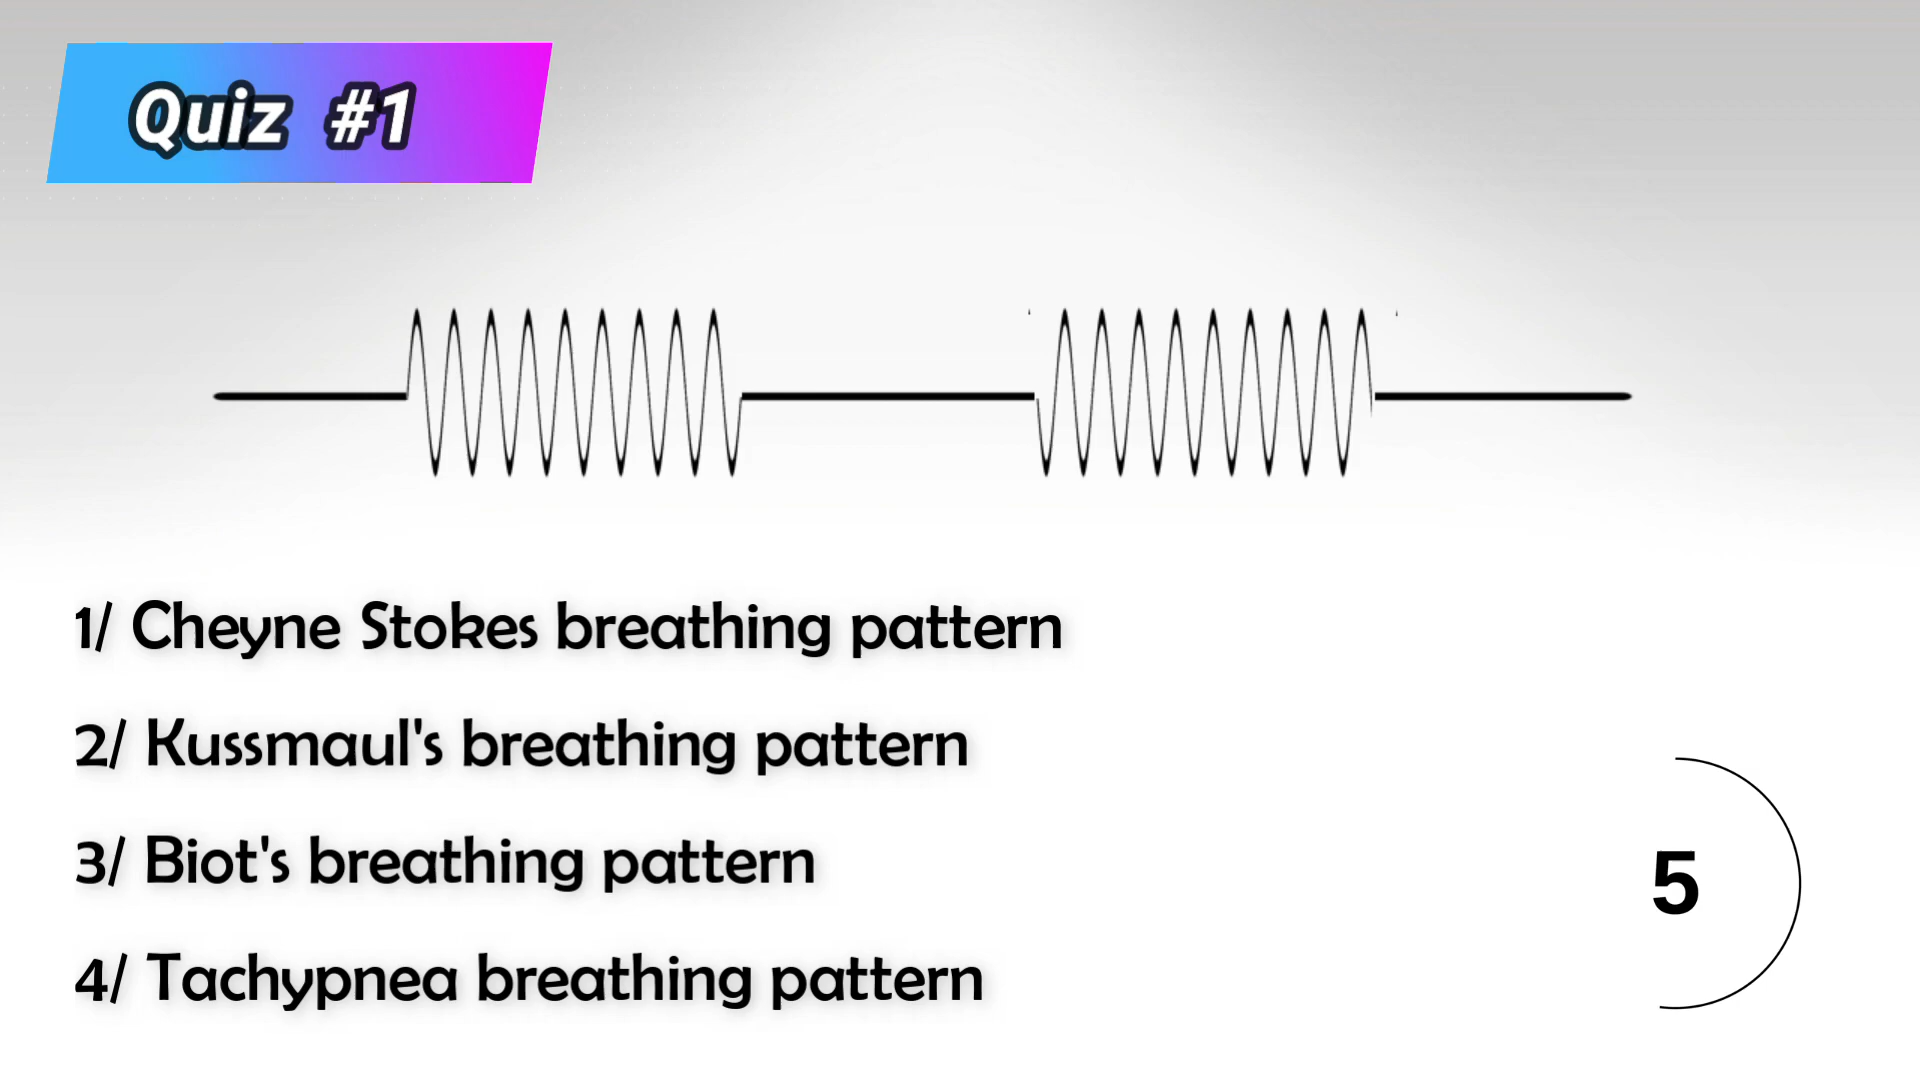 Quiz #1
1/ Cheyne Stokes breathing pattern
2/ Kussmaul's breathing pattern
3/ Biot's breathing pattern
4/ Tachypnea breathing pattern
5